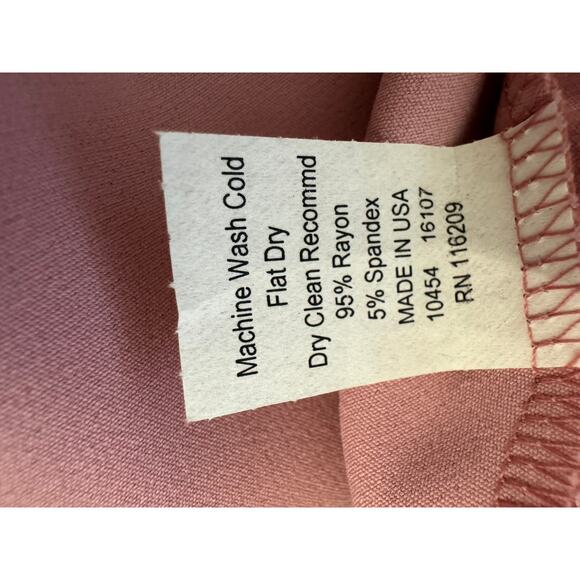 Machine Wash Cold
Flat Dry
Dry Clean Recommd
95% Rayon
5% Spandex
MADE IN USA
10454 16107
RN 116209